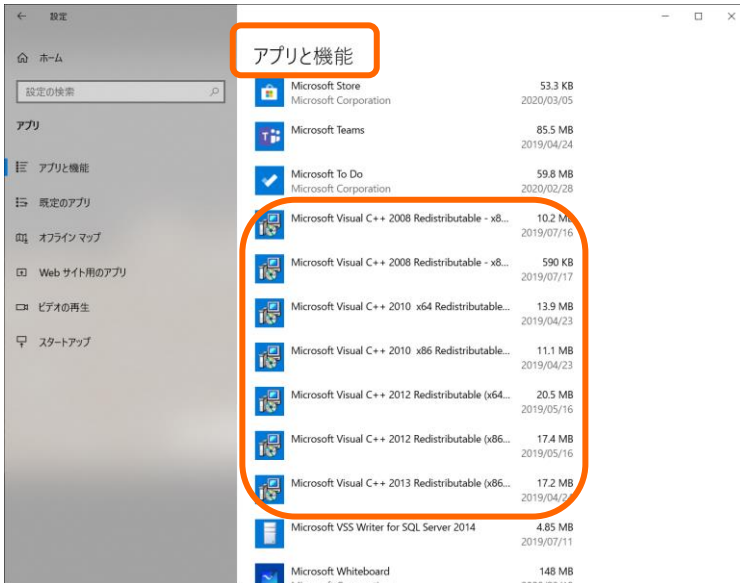 設定
ホーム
設定の検索
アプリ
アプリと機能
既定のアプリ
オフライン マップ
Web サイト用のアプリ
ビデオの再生
スタートアップ
アプリと機能
Microsoft Store 53.3 KB
Microsoft Corporation 2020/03/05
Microsoft Teams 85.5 MB
2019/04/24
Microsoft To Do 59.8 MB
Microsoft Corporation 2020/02/28
Microsoft Visual C++ 2008 Redistributable - x8... 10.2 MB
2019/07/16
Microsoft Visual C++ 2008 Redistributable - x8... 590 KB
2019/07/17
Microsoft Visual C++ 2010 x64 Redistributable... 13.9 MB
2019/04/23
Microsoft Visual C++ 2010 x86 Redistributable... 11.1 MB
2019/04/23
Microsoft Visual C++ 2012 Redistributable (x64... 20.5 MB
2019/05/16
Microsoft Visual C++ 2012 Redistributable (x86... 17.4 MB
2019/05/16
Microsoft Visual C++ 2013 Redistributable (x86... 17.2 MB
2019/04/24
Microsoft VSS Writer for SQL Server 2014 4.85 MB
2019/07/11
Microsoft Whiteboard 148 MB